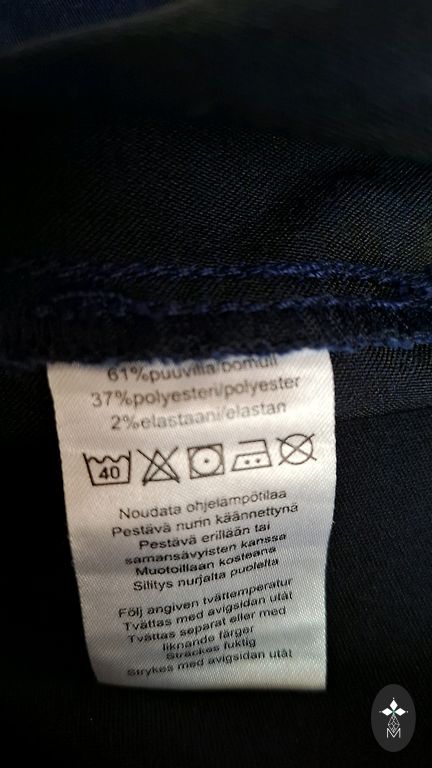 61%puuvilla/bomull
37%polyesteri/polyester
2%elastaani/elastan
40
Noudata ohjelämpötilaa
Pestävä nurin käännettynä
Pestävä erillään tai
samansävyisten kanssa
Muotoillaan kosteana
Silitys nurjalta puolelta
Följ angiven tvättemperatur
Tvättas med avigsidan utåt
Tvättas separat eller med
liknande färger
Sträckes fuktig
Strykes med avigsidan utåt
M